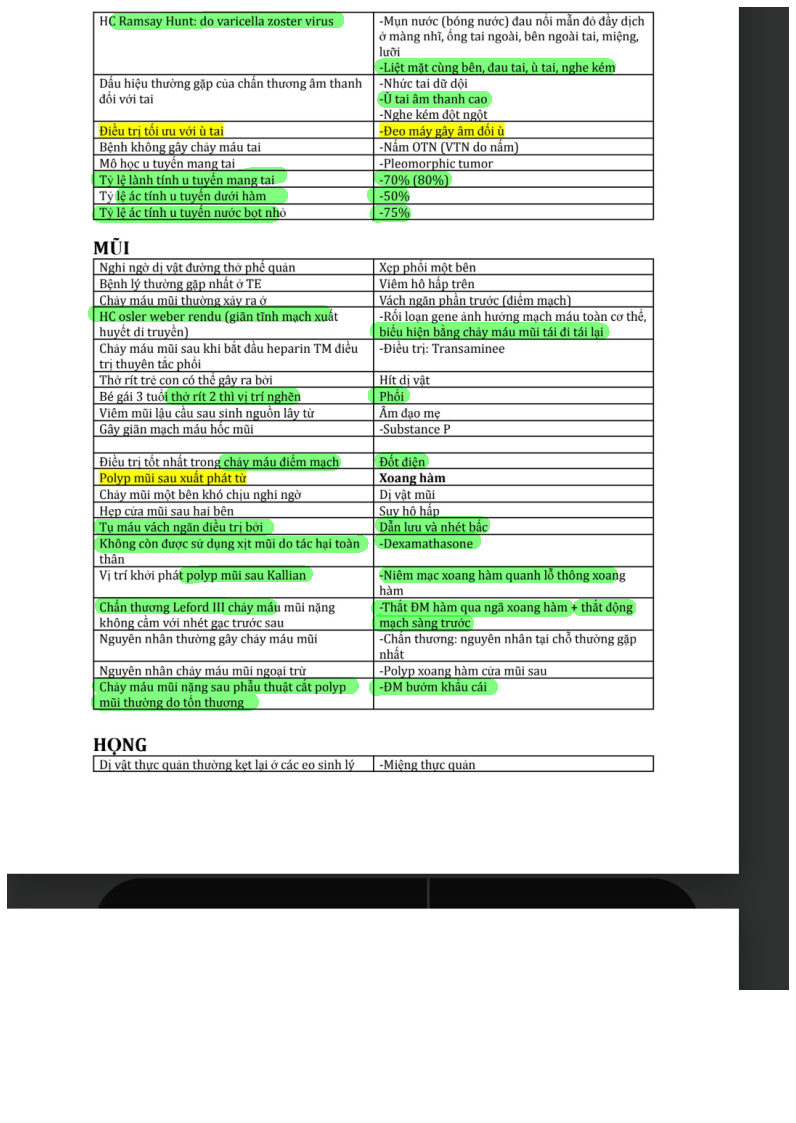 HC Ramsay Hunt: do varicella zoster virus
-Mụn nước (bóng nước) đau nổi mẩn đỏ đầy dịch
ở màng nhĩ, ống tai ngoài, bên ngoài tai, miệng,
lưỡi
-Liệt mặt cùng bên, đau tai, ù tai, nghe kém
Dấu hiệu thường gặp của chấn thương âm thanh
đối với tai
-Nhức tai dữ dội
-Ù tai âm thanh cao
-Nghe kém đột ngột
Điều trị tối ưu với ù tai
-Đeo máy gây âm đối ù
Bệnh không gây chảy máu tai
-Nấm OTN (VTN do nấm)
Mô học u tuyến mang tai
-Pleomorphic tumor
Tỷ lệ lành tính u tuyến mang tai
-70% (80%)
Tỷ lệ ác tính u tuyến dưới hàm
-50%
Tỷ lệ ác tính u tuyến nước bọt nhỏ
-75%
MŨI
Nghi ngờ dị vật đường thở phế quản
Xẹp phổi một bên
Bệnh lý thường gặp nhất ở TE
Viêm hô hấp trên
Chảy máu mũi thường xảy ra ở
Vách ngăn phần trước (điểm mạch)
HC osler weber rendu (giãn tĩnh mạch xuất
huyết di truyền)
-Rối loạn gene ảnh hưởng mạch máu toàn cơ thể,
biểu hiện bằng chảy máu mũi tái đi tái lại
Chảy máu mũi sau khi bắt đầu heparin TM điều
trị thuyên tắc phổi
-Điều trị: Transaminee
Thở rít trẻ con có thể gây ra bởi
Hít dị vật
Bé gái 3 tuổi thở rít 2 thì vị trí nghẽn
Phổi
Viêm mũi lậu cầu sau sinh nguồn lây từ
Âm đạo mẹ
Gây giãn mạch máu hốc mũi
-Substance P
Điều trị tốt nhất trong chảy máu điểm mạch
Đốt điện
Polyp mũi sau xuất phát từ
Xoang hàm
Chảy mũi một bên khó chịu nghi ngờ
Dị vật mũi
Hẹp cửa mũi sau hai bên
Suy hô hấp
Tụ máu vách ngăn điều trị bởi
Dẫn lưu và nhét bấc
Không còn được sử dụng xịt mũi do tác hại toàn
thân
-Dexamathasone
Vị trí khởi phát polyp mũi sau Kallian
-Niêm mạc xoang hàm quanh lỗ thông xoang
hàm
Chấn thương Leford III chảy máu mũi nặng
không cầm với nhét gạc trước sau
-Thắt ĐM hàm qua ngã xoang hàm + thắt động
mạch sàng trước
Nguyên nhân thường gây chảy máu mũi
-Chấn thương: nguyên nhân tại chỗ thường gặp
nhất
Nguyên nhân chảy máu mũi ngoại trừ
-Polyp xoang hàm cửa mũi sau
Chảy máu mũi nặng sau phẫu thuật cắt polyp
mũi thường do tổn thương
-ĐM bướm khẩu cái
HỌNG
Dị vật thực quản thường kẹt lại ở các eo sinh lý
-Miệng thực quản